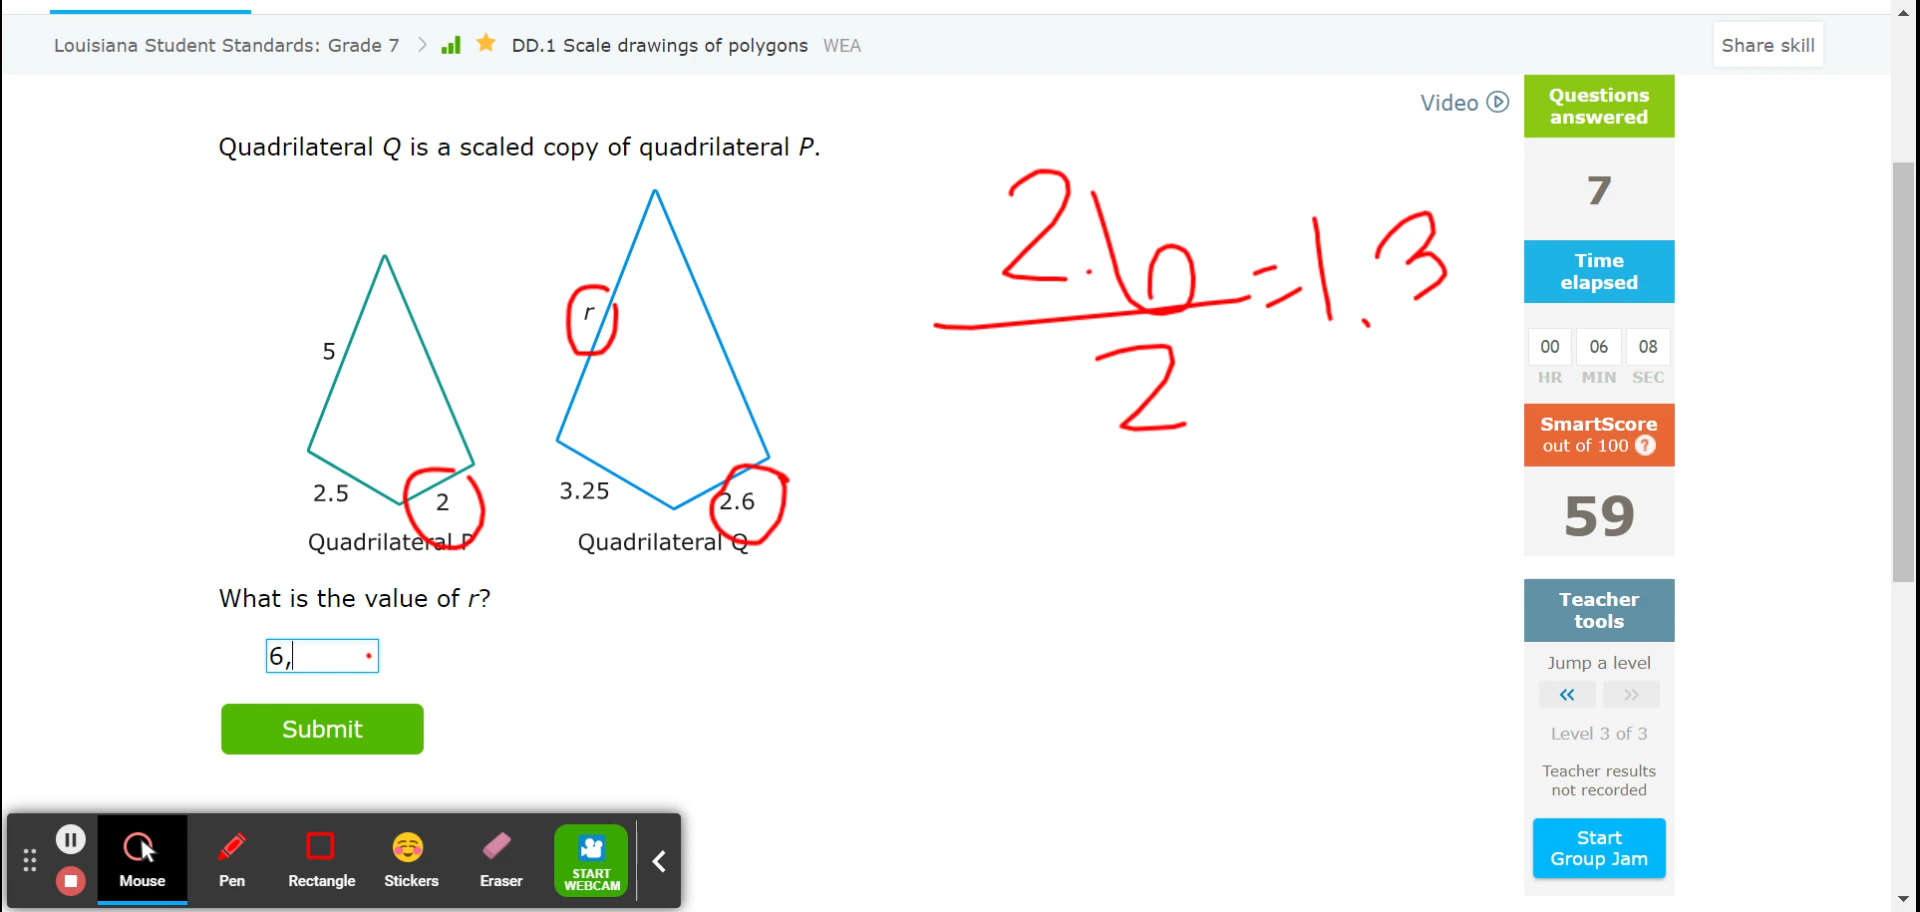 Louisiana Student Standards: Grade 7 > DD.1 Scale drawings of polygons WEA
Share skill
Video
Questions answered
7
Time elapsed
00 06 08
HR MIN SEC
SmartScore
out of 100 ?
59
Teacher tools
Jump a level
<< >>
Level 3 of 3
Teacher results
not recorded
Start
Group Jam
Quadrilateral Q is a scaled copy of quadrilateral P.
5
2.5
2
Quadrilateral P
r
3.25
2.6
Quadrilateral Q
2.6 = 1.3
2
What is the value of r?
6,
Submit
Mouse
Pen
Rectangle
Stickers
Eraser
START
WEBCAM